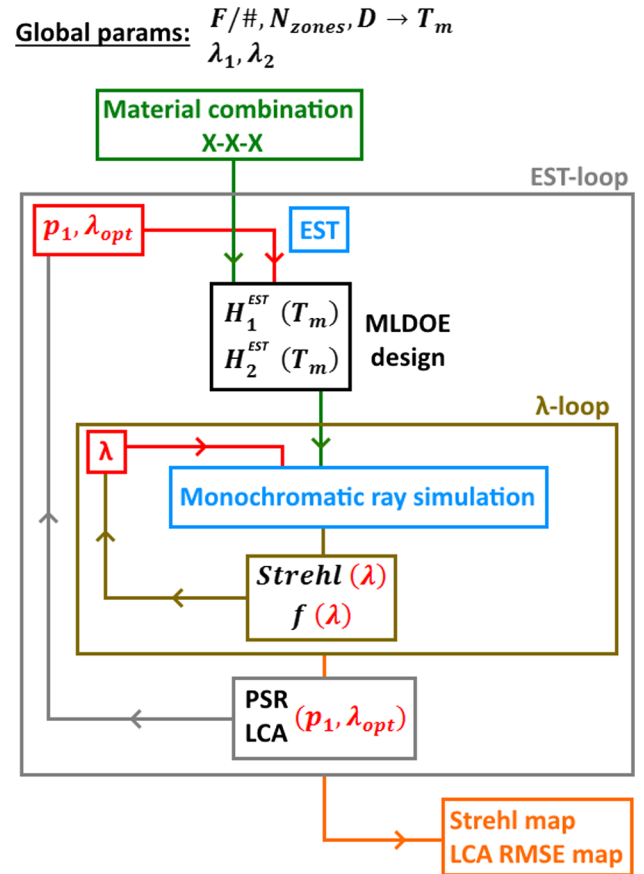 Global params: F/#, N_zones, D → T_m
λ_1, λ_2
Material combination
X-X-X
EST-loop
p_1, λ_opt
EST
H_1^EST (T_m)
H_2^EST (T_m)
MLDOE
design
λ-loop
λ
Monochromatic ray simulation
Strehl (λ)
f (λ)
PSR
LCA
(p_1, λ_opt)
Strehl map
LCA RMSE map